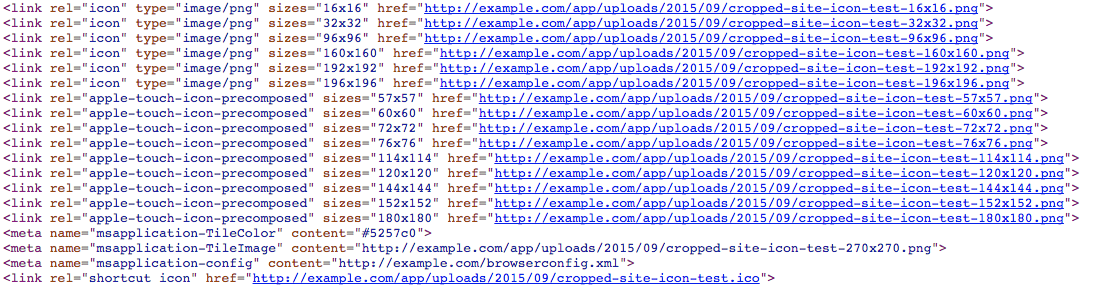 <link rel="icon" type="image/png" sizes="16x16" href="http://example.com/app/uploads/2015/09/cropped-site-icon-test-16x16.png">
<link rel="icon" type="image/png" sizes="32x32" href="http://example.com/app/uploads/2015/09/cropped-site-icon-test-32x32.png">
<link rel="icon" type="image/png" sizes="96x96" href="http://example.com/app/uploads/2015/09/cropped-site-icon-test-96x96.png">
<link rel="icon" type="image/png" sizes="160x160" href="http://example.com/app/uploads/2015/09/cropped-site-icon-test-160x160.png">
<link rel="icon" type="image/png" sizes="192x192" href="http://example.com/app/uploads/2015/09/cropped-site-icon-test-192x192.png">
<link rel="icon" type="image/png" sizes="196x196" href="http://example.com/app/uploads/2015/09/cropped-site-icon-test-196x196.png">
<link rel="apple-touch-icon-precomposed" sizes="57x57" href="http://example.com/app/uploads/2015/09/cropped-site-icon-test-57x57.png">
<link rel="apple-touch-icon-precomposed" sizes="60x60" href="http://example.com/app/uploads/2015/09/cropped-site-icon-test-60x60.png">
<link rel="apple-touch-icon-precomposed" sizes="72x72" href="http://example.com/app/uploads/2015/09/cropped-site-icon-test-72x72.png">
<link rel="apple-touch-icon-precomposed" sizes="76x76" href="http://example.com/app/uploads/2015/09/cropped-site-icon-test-76x76.png">
<link rel="apple-touch-icon-precomposed" sizes="114x114" href="http://example.com/app/uploads/2015/09/cropped-site-icon-test-114x114.png">
<link rel="apple-touch-icon-precomposed" sizes="120x120" href="http://example.com/app/uploads/2015/09/cropped-site-icon-test-120x120.png">
<link rel="apple-touch-icon-precomposed" sizes="144x144" href="http://example.com/app/uploads/2015/09/cropped-site-icon-test-144x144.png">
<link rel="apple-touch-icon-precomposed" sizes="152x152" href="http://example.com/app/uploads/2015/09/cropped-site-icon-test-152x152.png">
<link rel="apple-touch-icon-precomposed" sizes="180x180" href="http://example.com/app/uploads/2015/09/cropped-site-icon-test-180x180.png">
<meta name="msapplication-TileColor" content="#5257c0">
<meta name="msapplication-TileImage" content="http://example.com/app/uploads/2015/09/cropped-site-icon-test-270x270.png">
<meta name="msapplication-config" content="http://example.com/browserconfig.xml">
<link rel="shortcut icon" href="http://example.com/app/uploads/2015/09/cropped-site-icon-test.ico">